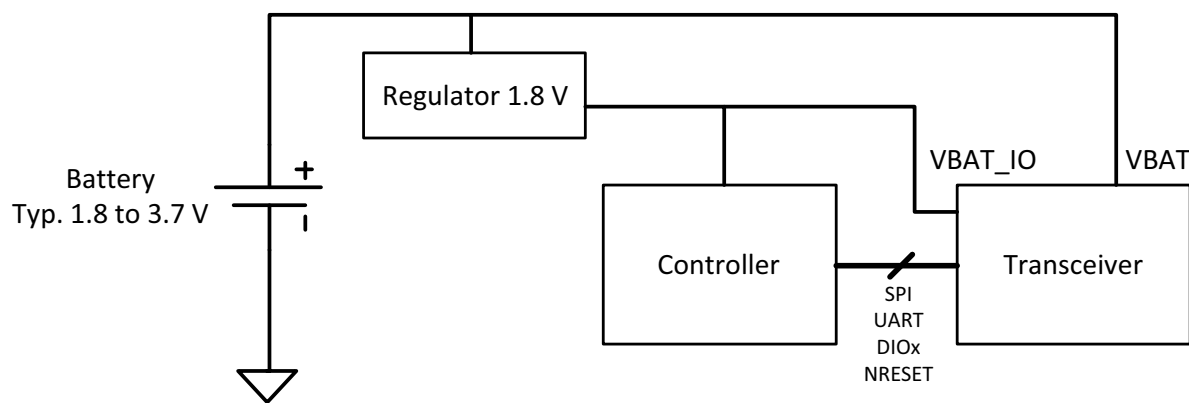 Regulator 1.8 V
VBAT_IO
VBAT
Battery
Typ. 1.8 to 3.7 V
+
Controller
Transceiver
SPI
UART
DIOx
NRESET